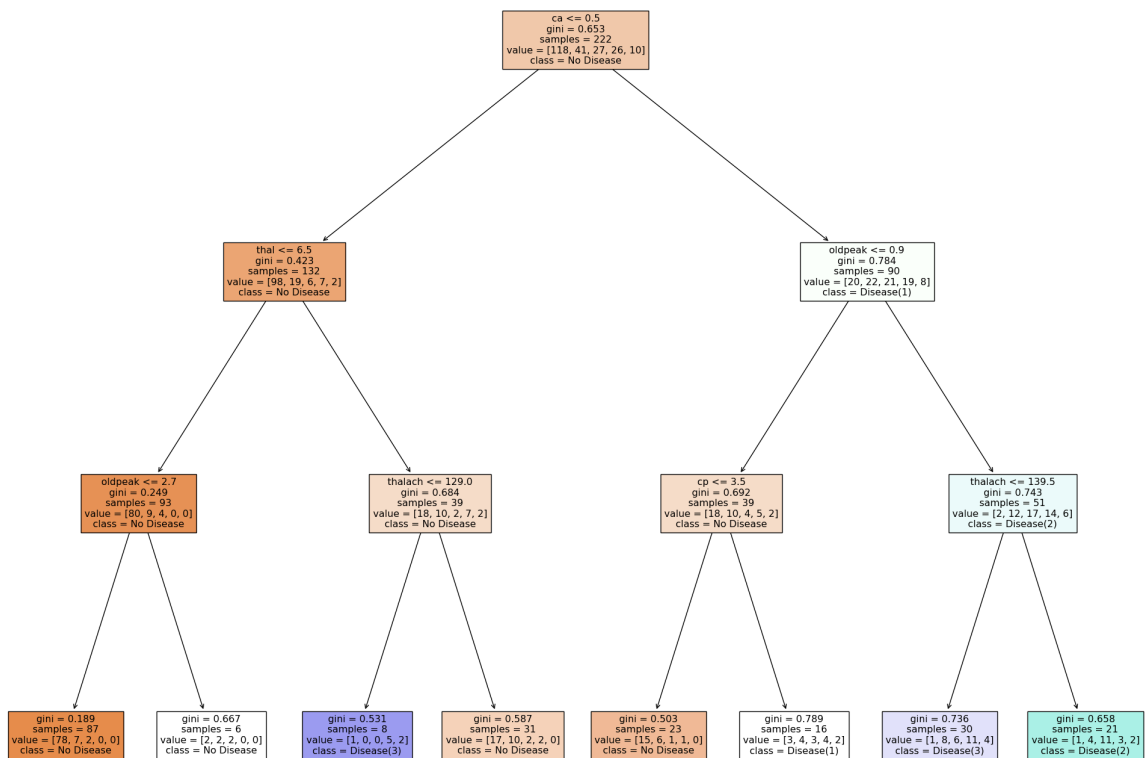 ca <= 0.5
gini = 0.653
samples = 222
value = [118, 41, 27, 26, 10]
class = No Disease
thal <= 6.5
gini = 0.423
samples = 132
value = [98, 19, 6, 7, 2]
class = No Disease
oldpeak <= 0.9
gini = 0.784
samples = 90
value = [20, 22, 21, 19, 8]
class = Disease(1)
oldpeak <= 2.7
gini = 0.249
samples = 93
value = [80, 9, 4, 0, 0]
class = No Disease
thalach <= 129.0
gini = 0.684
samples = 39
value = [18, 10, 2, 7, 2]
class = No Disease
cp <= 3.5
gini = 0.692
samples = 39
value = [18, 10, 4, 5, 2]
class = No Disease
thalach <= 139.5
gini = 0.743
samples = 51
value = [2, 12, 17, 14, 6]
class = Disease(2)
gini = 0.189
samples = 87
value = [78, 7, 2, 0, 0]
class = No Disease
gini = 0.667
samples = 6
value = [2, 2, 2, 0, 0]
class = No Disease
gini = 0.531
samples = 8
value = [1, 0, 0, 5, 2]
class = Disease(3)
gini = 0.587
samples = 31
value = [17, 10, 2, 2, 0]
class = No Disease
gini = 0.503
samples = 23
value = [15, 6, 1, 1, 0]
class = No Disease
gini = 0.789
samples = 16
value = [3, 4, 3, 4, 2]
class = Disease(1)
gini = 0.736
samples = 30
value = [1, 8, 6, 11, 4]
class = Disease(3)
gini = 0.658
samples = 21
value = [1, 4, 11, 3, 2]
class = Disease(2)